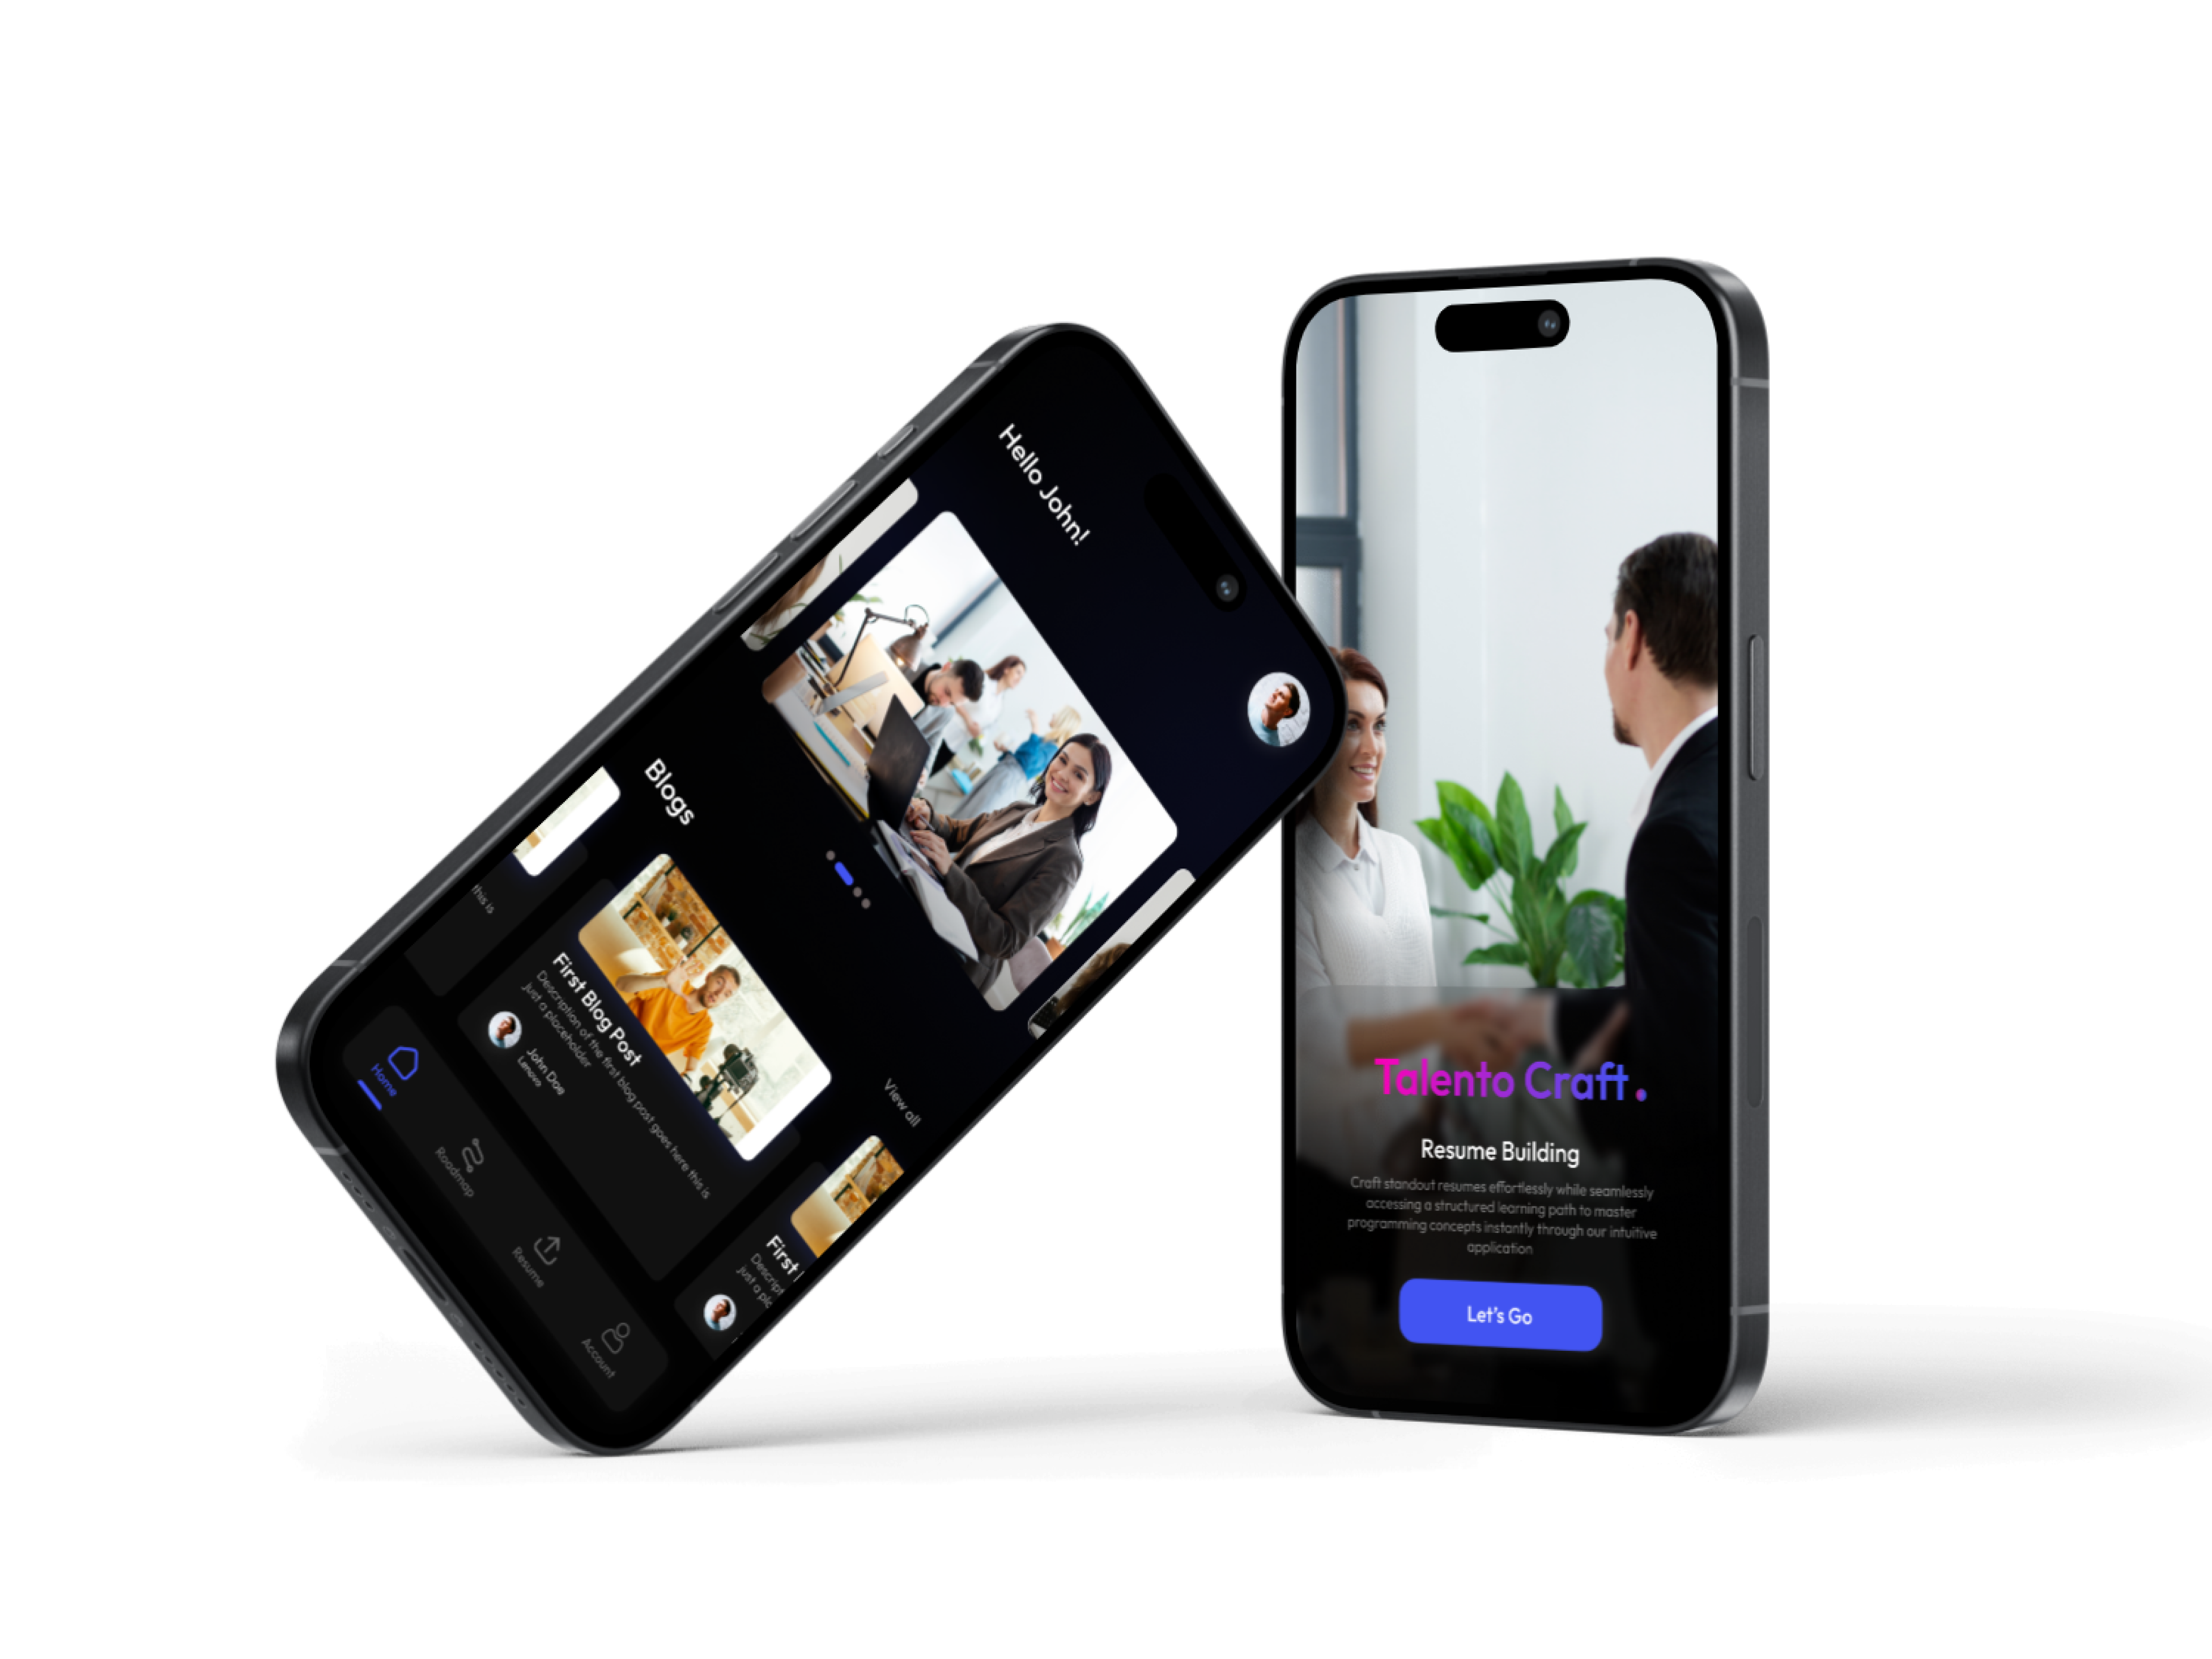 Hello John!
Blogs
View all
this is
First Blog Post
Description of the first blog post goes here this is
just a placeholder
John Doe
Lenovo
First
Descript
just a plc
Home
Roadmap
Resume
Account
Talento Craft.
Resume Building
Craft standout resumes effortlessly while seamlessly
accessing a structured learning path to master
programming concepts instantly through our intuitive
application
Let's Go